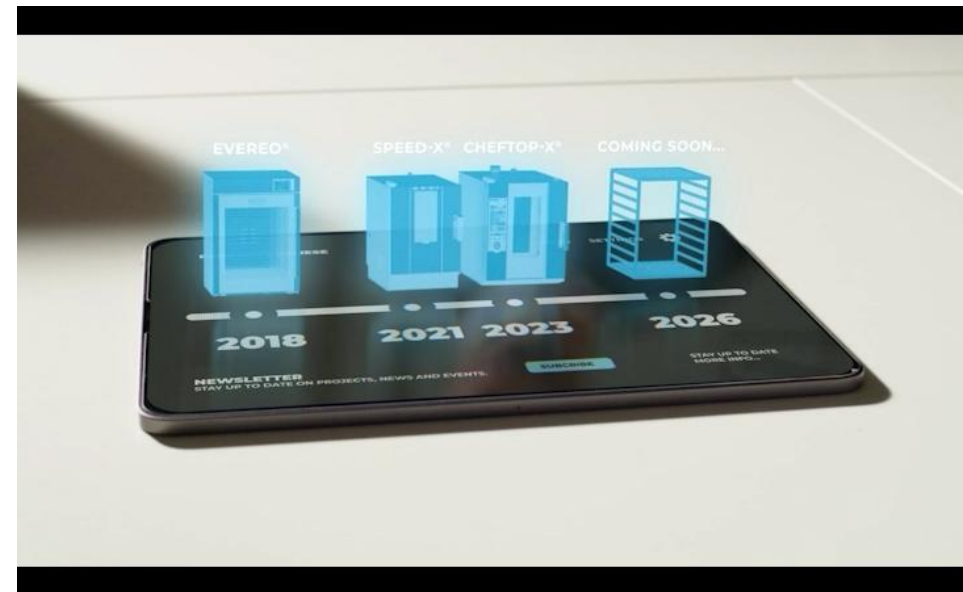 EVEREO®
SPEED-X® CHEFTOP-X®
COMING SOON...
2018
2021
2023
2026
NEWSLETTER
STAY UP TO DATE ON PROJECTS, NEWS AND EVENTS.
SUBCRIBE
STAY UP TO DATE
MORE INFO...